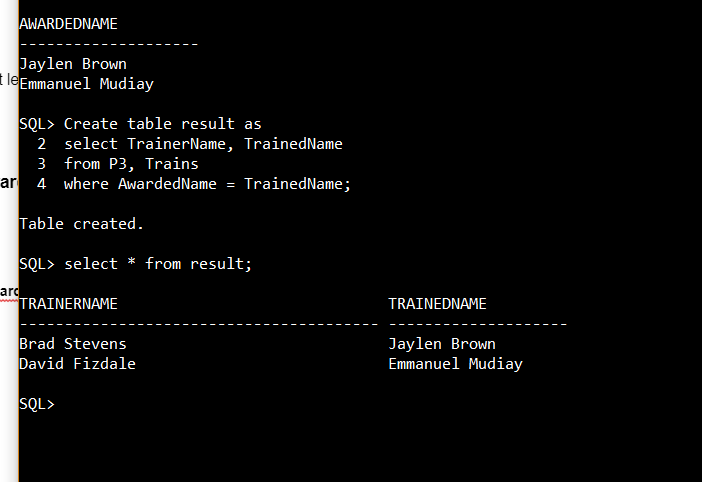 AWARDEDNAME
--------------------
Jaylen Brown
Emmanuel Mudiay
SQL> Create table result as
2 select TrainerName, TrainedName
3 from P3, Trains
4 where AwardedName = TrainedName;
Table created.
SQL> select * from result;
TRAINERNAME TRAINEDNAME
---------------------------------------- --------------------
Brad Stevens Jaylen Brown
David Fizdale Emmanuel Mudiay
SQL>